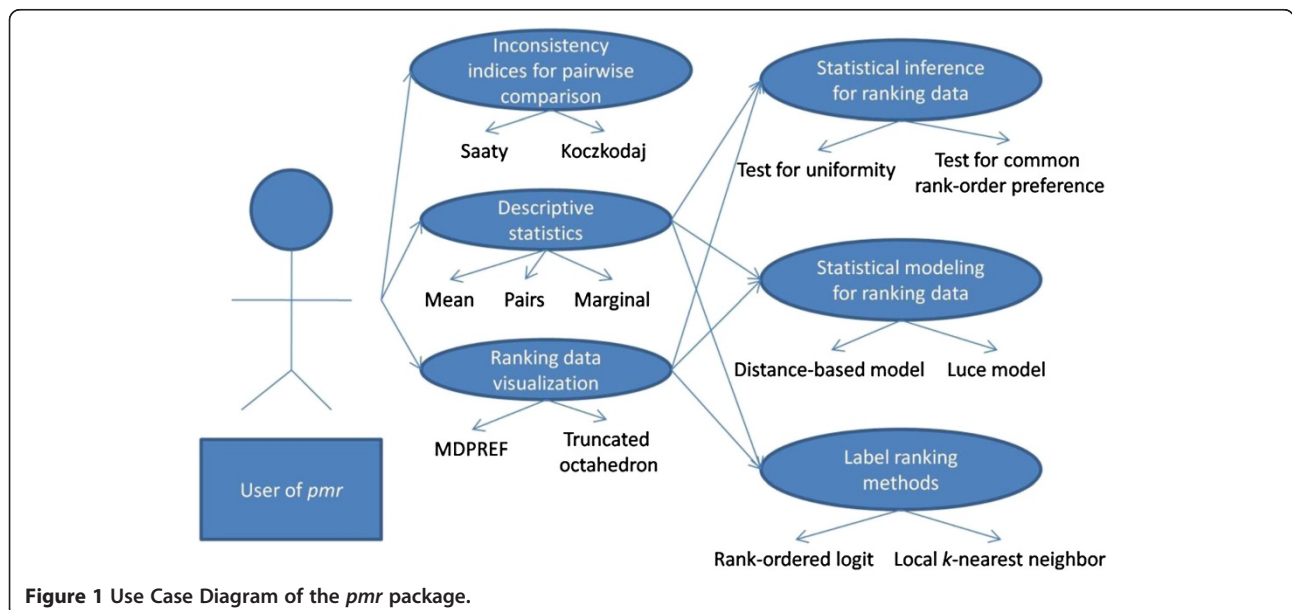 Inconsistency
indices for pairwise
comparison
Saaty
Koczkodaj
Descriptive
statistics
Mean
Pairs
Marginal
Ranking data
visualization
MDPREF
Truncated
octahedron
User of pmr
Statistical inference
for ranking data
Test for uniformity
Test for common
rank-order preference
Statistical modeling
for ranking data
Distance-based model
Luce model
Label ranking
methods
Rank-ordered logit
Local k-nearest neighbor
Figure 1 Use Case Diagram of the pmr package.